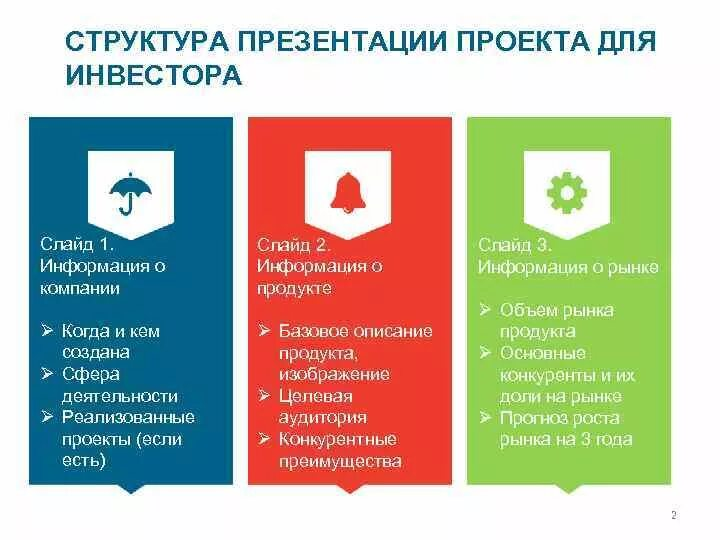 СТРУКТУРА ПРЕЗЕНТАЦИИ ПРОЕКТА ДЛЯ
ИНВЕСТОРА
Слайд 1.
Информация о
компании
➢ Когда и кем
создана
➢ Сфера
деятельности
➢ Реализованные
проекты (если
есть)
Слайд 2.
Информация о
продукте
➢ Базовое описание
продукта,
изображение
➢ Целевая
аудитория
➢ Конкурентные
преимущества
Слайд 3.
Информация о рынке
➢ Объем рынка
продукта
➢ Основные
конкуренты и их
доли на рынке
➢ Прогноз роста
рынка на 3 года
2